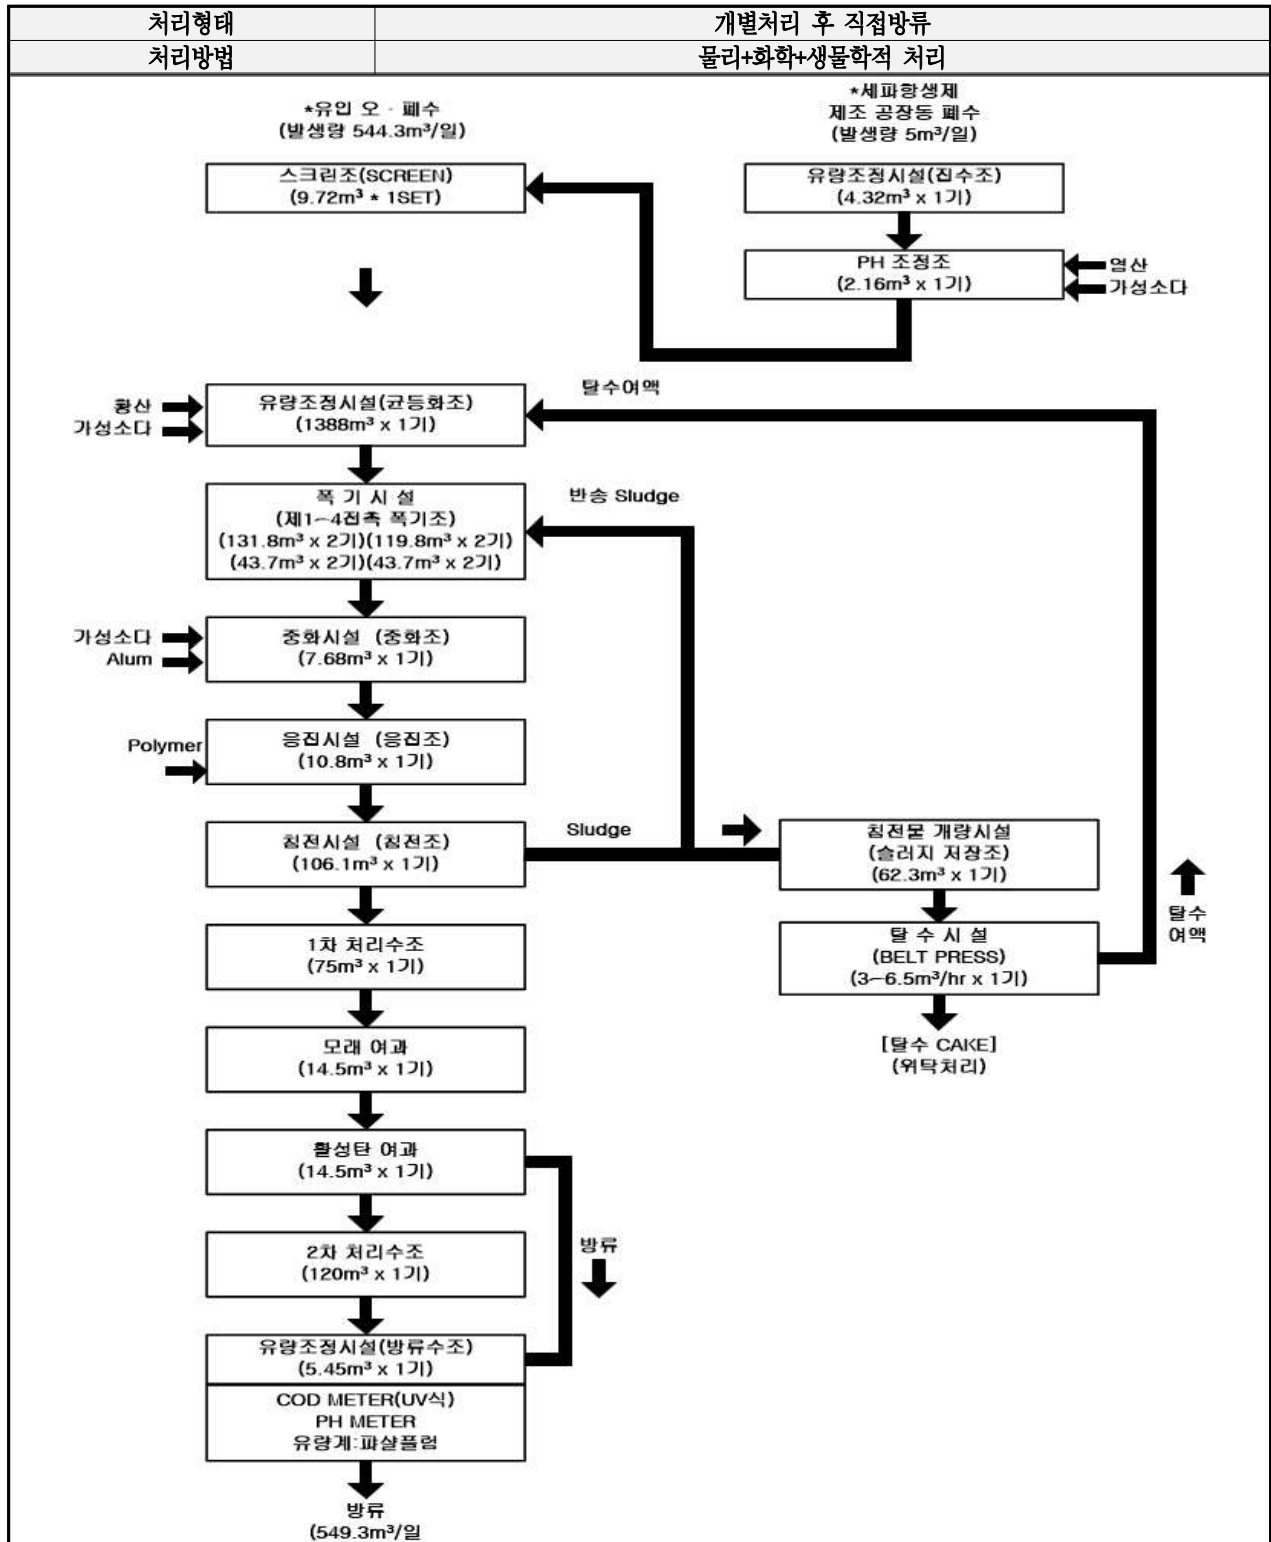 처리형태 개별처리 후 직접방류
처리방법 물리+화학+생물학적 처리
*유입 오 · 폐수
(발생량 544.3m³/일)
*세파항생제
제조 공장동 폐수
(발생량 5m³/일)
스크린조(SCREEN)
(9.72m³ * 1SET)
유량조정시설(집수조)
(4.32m³ x 1기)
PH 조정조
(2.16m³ x 1기)
염산
가성소다
탈수여액
황산
가성소다
유량조정시설(균등화조)
(1388m³ x 1기)
폭 기 시 설
(제1~4접촉 폭기조)
(131.8m³ x 2기)(119.8m³ x 2기)
(43.7m³ x 2기)(43.7m³ x 2기)
반송 Sludge
가성소다
Alum
중화시설 (중화조)
(7.68m³ x 1기)
Polymer
응집시설 (응집조)
(10.8m³ x 1기)
침전시설 (침전조)
(106.1m³ x 1기)
Sludge
침전물 개량시설
(슬러지 저장조)
(62.3m³ x 1기)
탈수
여액
탈 수 시 설
(BELT PRESS)
(3~6.5m³/hr x 1기)
[탈수 CAKE]
(위탁처리)
1차 처리수조
(75m³ x 1기)
모래 여과
(14.5m³ x 1기)
활성탄 여과
(14.5m³ x 1기)
2차 처리수조
(120m³ x 1기)
방류
유량조정시설(방류수조)
(5.45m³ x 1기)
COD METER(UV식)
PH METER
유량계:파샬플럼
방류
(549.3m³/일